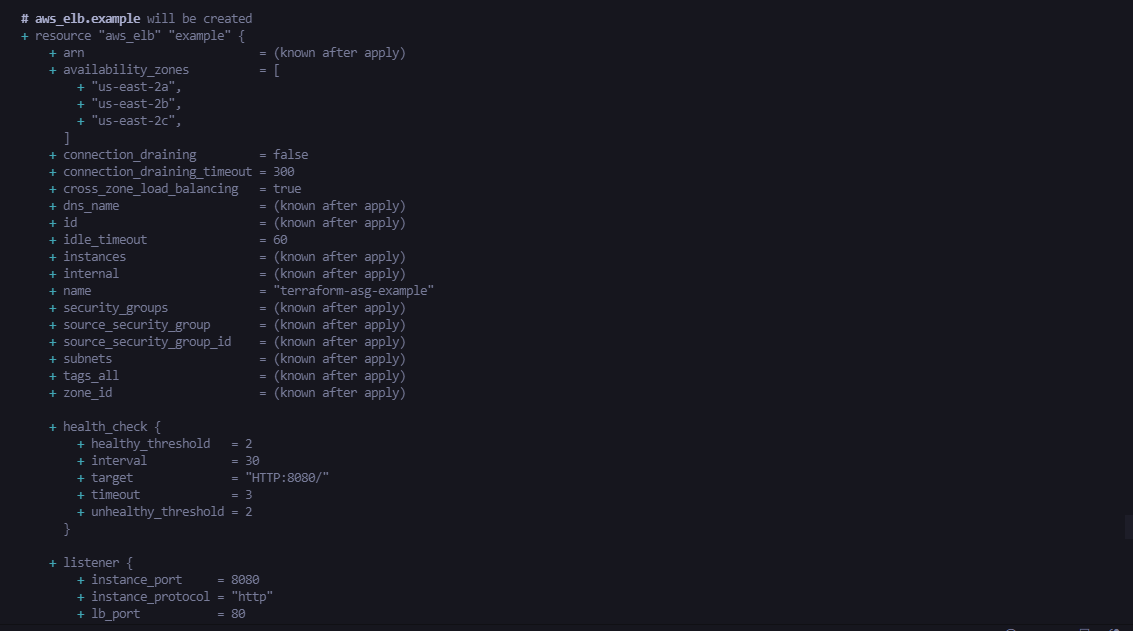 # aws_elb.example will be created
+ resource "aws_elb" "example" {
    + arn                         = (known after apply)
    + availability_zones          = [
        + "us-east-2a",
        + "us-east-2b",
        + "us-east-2c",
      ]
    + connection_draining         = false
    + connection_draining_timeout = 300
    + cross_zone_load_balancing   = true
    + dns_name                    = (known after apply)
    + id                          = (known after apply)
    + idle_timeout                = 60
    + instances                   = (known after apply)
    + internal                    = (known after apply)
    + name                        = "terraform-asg-example"
    + security_groups             = (known after apply)
    + source_security_group       = (known after apply)
    + source_security_group_id    = (known after apply)
    + subnets                     = (known after apply)
    + tags_all                    = (known after apply)
    + zone_id                     = (known after apply)

    + health_check {
        + healthy_threshold   = 2
        + interval            = 30
        + target              = "HTTP:8080/"
        + timeout             = 3
        + unhealthy_threshold = 2
      }

    + listener {
        + instance_port     = 8080
        + instance_protocol = "http"
        + lb_port           = 80